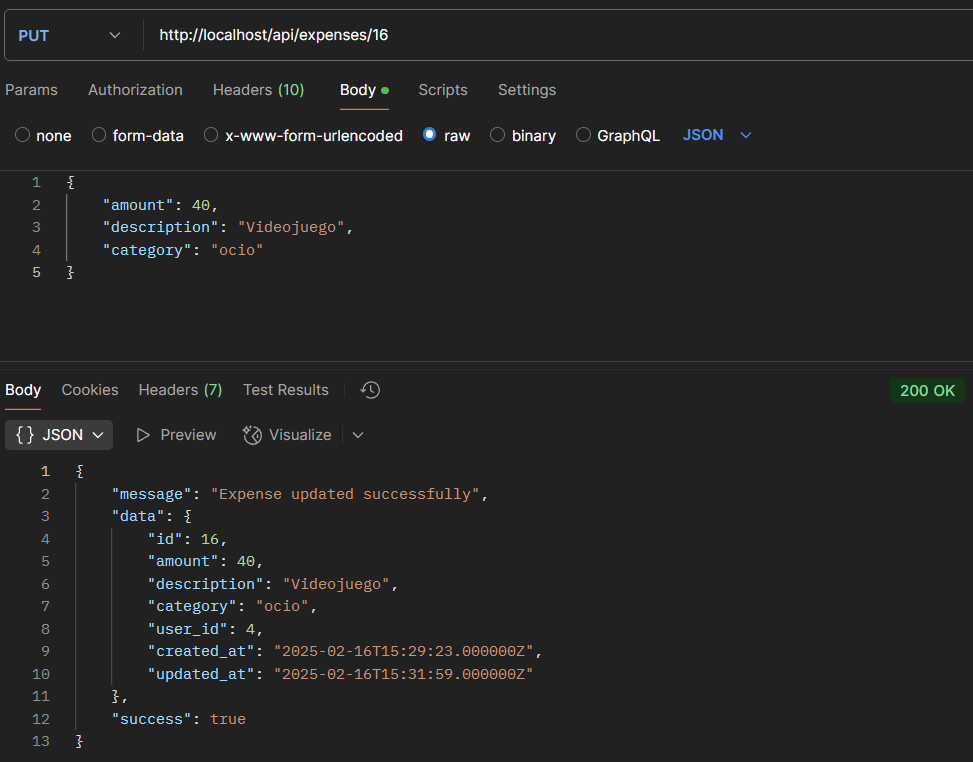 PUT http://localhost/api/expenses/16
Params Authorization Headers (10) Body Scripts Settings
none form-data x-www-form-urlencoded raw binary GraphQL JSON
1 {
2 "amount": 40,
3 "description": "Videojuego",
4 "category": "ocio"
5 }
Body Cookies Headers (7) Test Results 200 OK
{} JSON Preview Visualize
1 {
2 "message": "Expense updated successfully",
3 "data": {
4 "id": 16,
5 "amount": 40,
6 "description": "Videojuego",
7 "category": "ocio",
8 "user_id": 4,
9 "created_at": "2025-02-16T15:29:23.000000Z",
10 "updated_at": "2025-02-16T15:31:59.000000Z"
11 },
12 "success": true
13 }